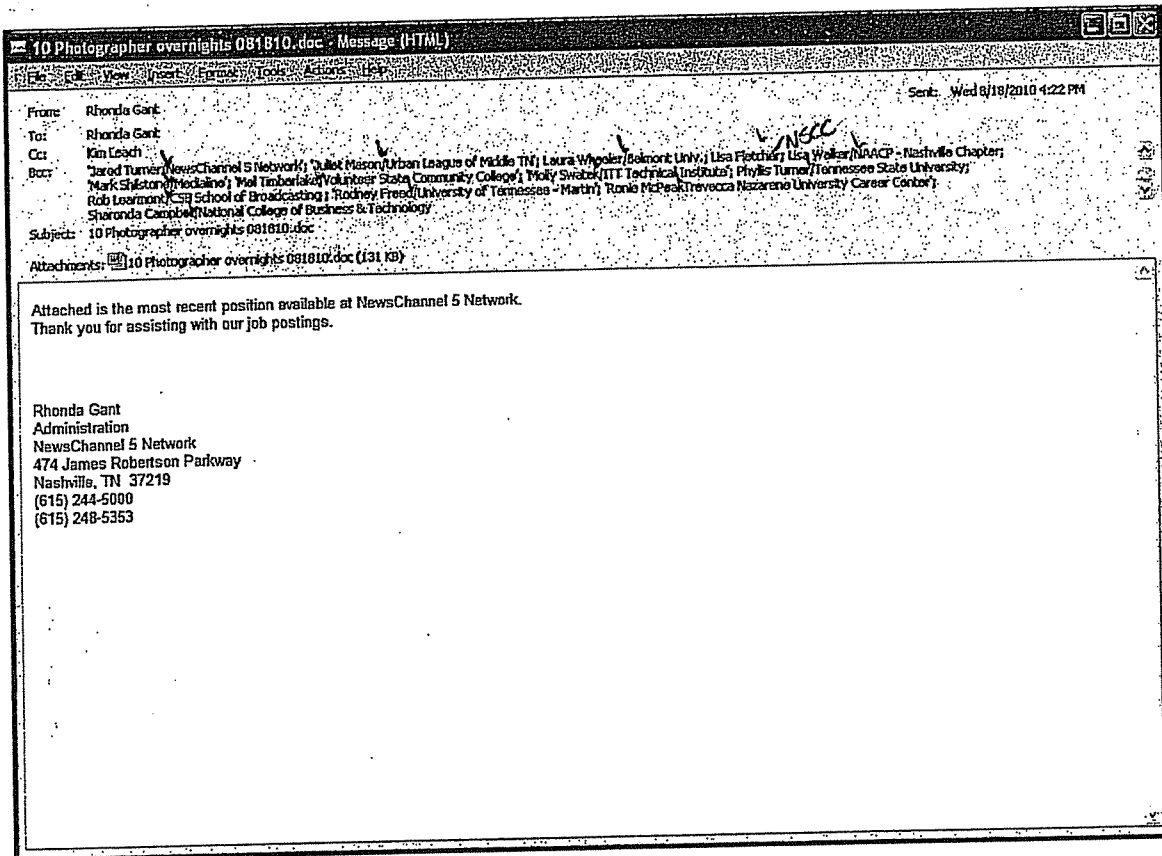 10 Photographer overnights 081810.doc - Message (HTML)
File Edit View Insert Format Tools Actions Help
Sent: Wed 8/18/2010 4:22 PM
From: Rhonda Gant
To: Rhonda Gant
Cc: Kim Leach
NSCC
Bcc: 'Jarod Turner/NewsChannel 5 Network'; 'Juliet Mason/Urban League of Middle TN'; Laura Wheeler/Belmont Univ.; Lisa Fletcher; Lisa Walker/NAACP - Nashville Chapter;
'Mark Shilstone/Medialine'; 'Mel Timberlake/Volunteer State Community College'; 'Molly Swatek/ITT Technical Institute'; Phyllis Turner/Tennessee State University;
Rob Learmont/CSB School of Broadcasting ; 'Rodney Freed/University of Tennessee - Martin'; 'Ronie McPeakTrevecca Nazarene University Career Center';
Sharonda Campbell/National College of Business & Technology
Subject: 10 Photographer overnights 081810.doc
Attachments: 10 Photographer overnights 081810.doc (131 KB)
Attached is the most recent position available at NewsChannel 5 Network.
Thank you for assisting with our job postings.
Rhonda Gant
Administration
NewsChannel 5 Network
474 James Robertson Parkway
Nashville, TN 37219
(615) 244-5000
(615) 248-5353